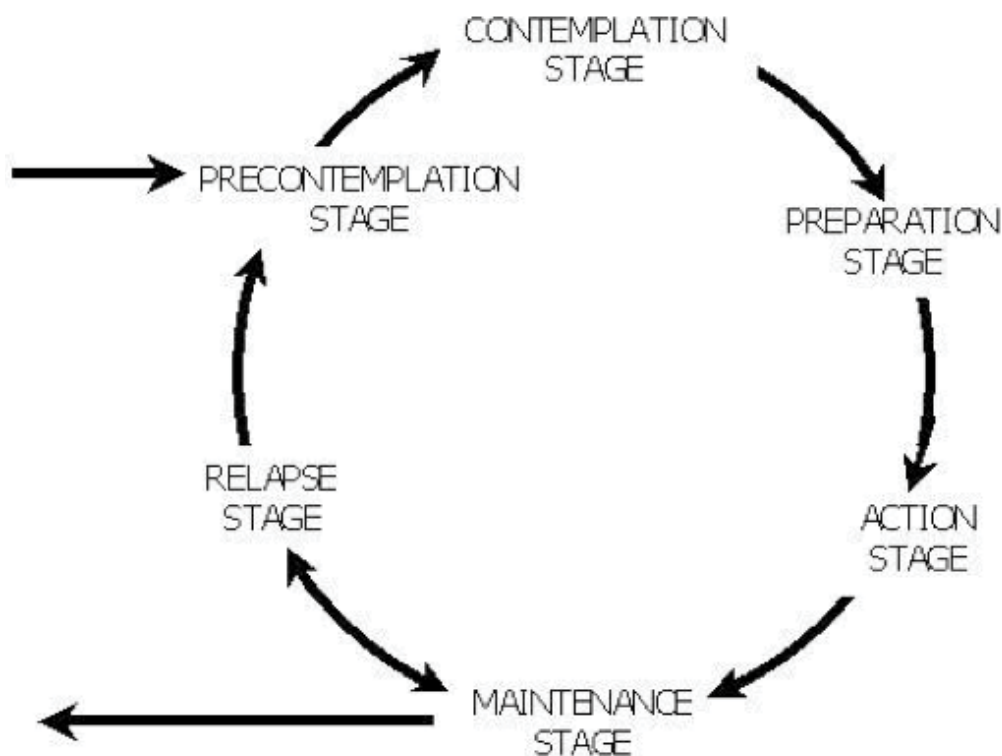 CONTEMPLATION
STAGE
PRECONTEMPLATION
STAGE
PREPARATION
STAGE
RELAPSE
STAGE
ACTION
STAGE
MAINTENANCE
STAGE